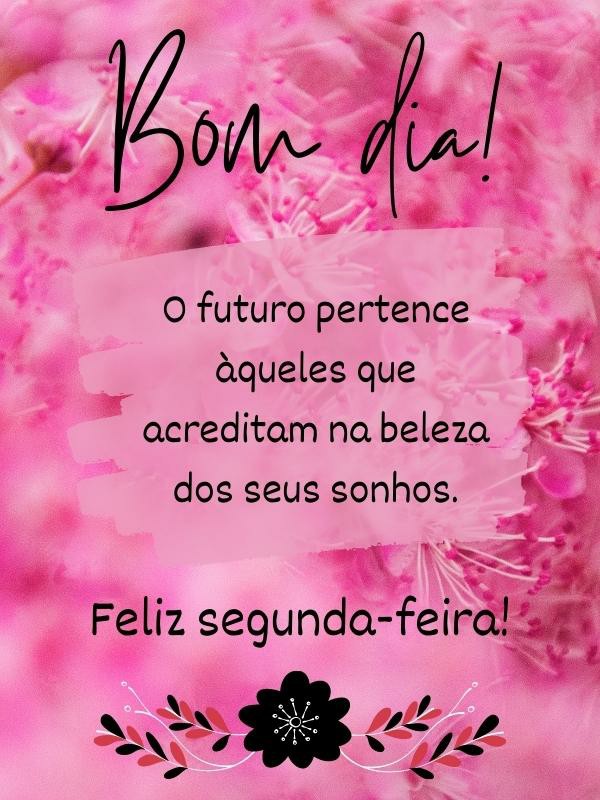 Bom dia!
O futuro pertence
àqueles que
acreditam na beleza
dos seus sonhos.
Feliz segunda-feira!